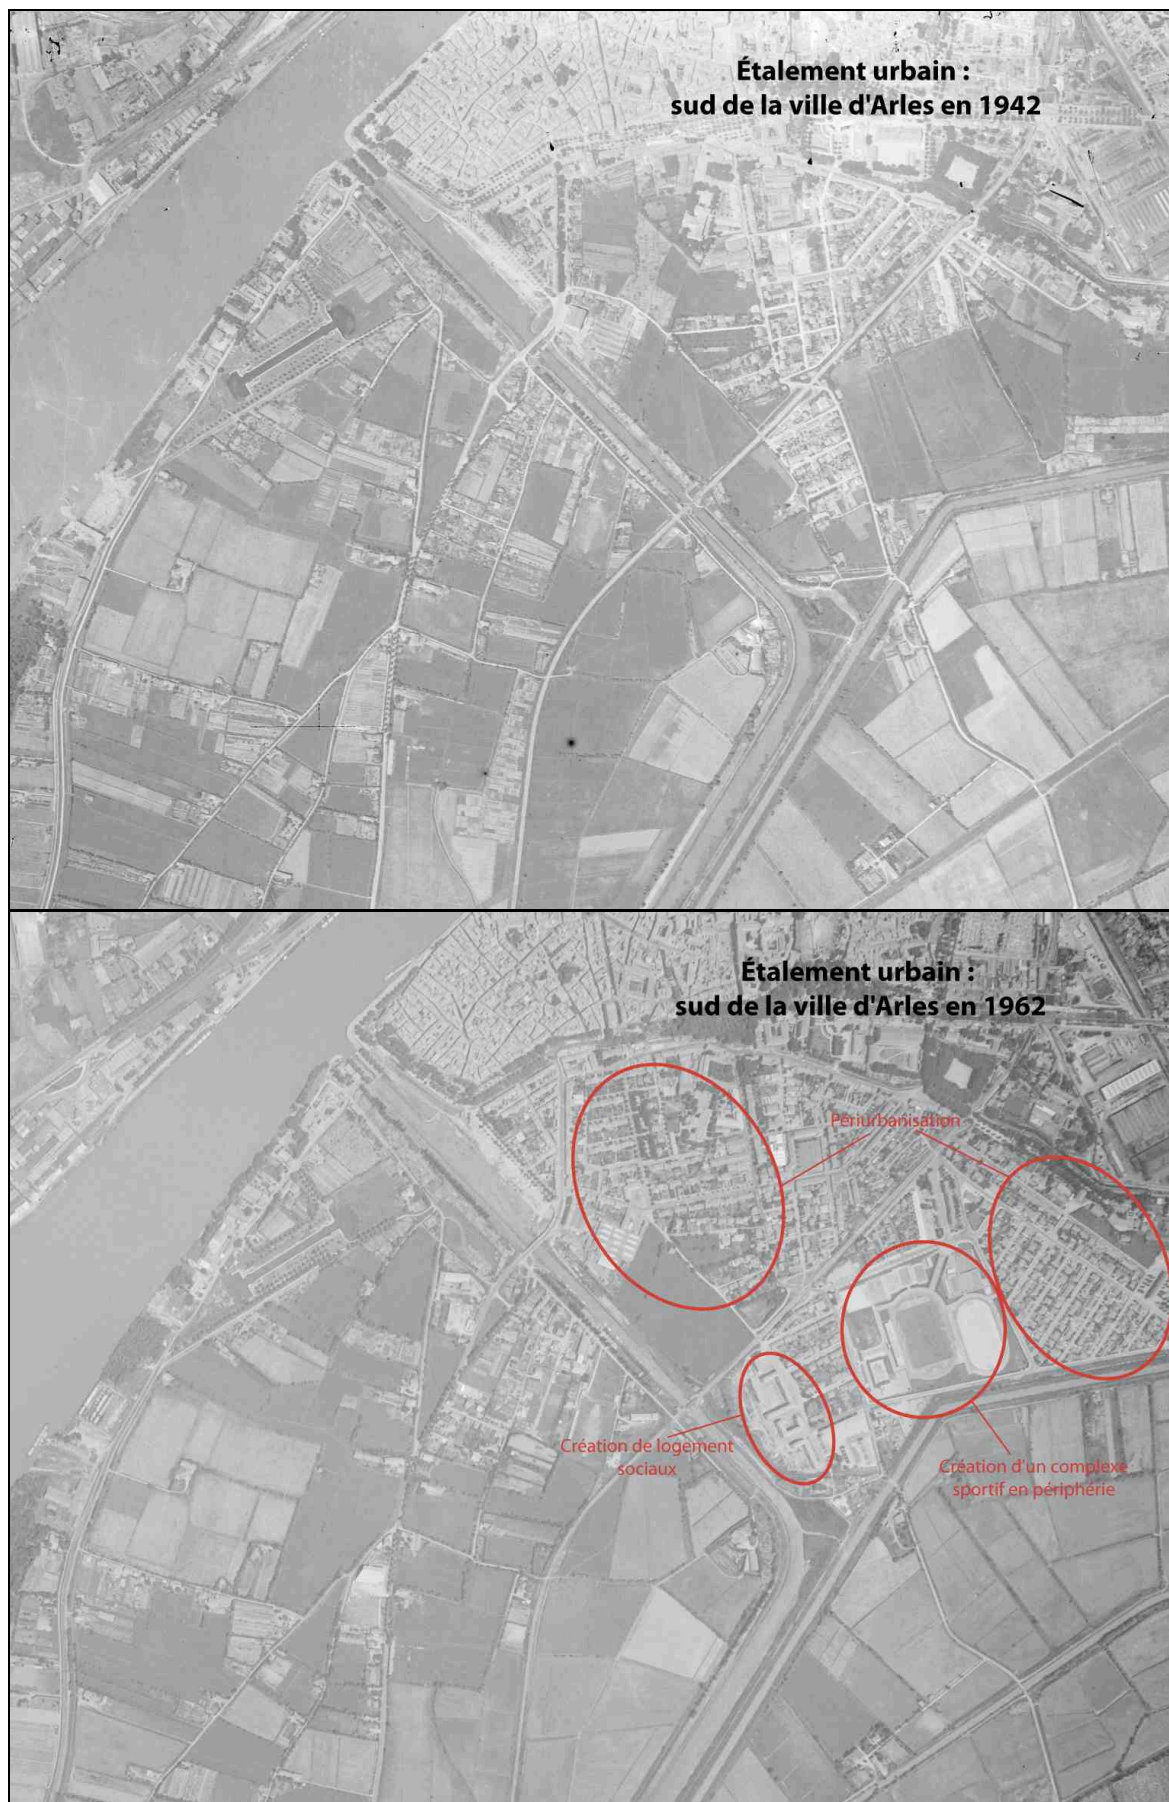 Étalement urbain :
sud de la ville d'Arles en 1942
Étalement urbain :
sud de la ville d'Arles en 1962
Périurbanisation
Création de logement
sociaux
Création d'un complexe
sportif en périphérie